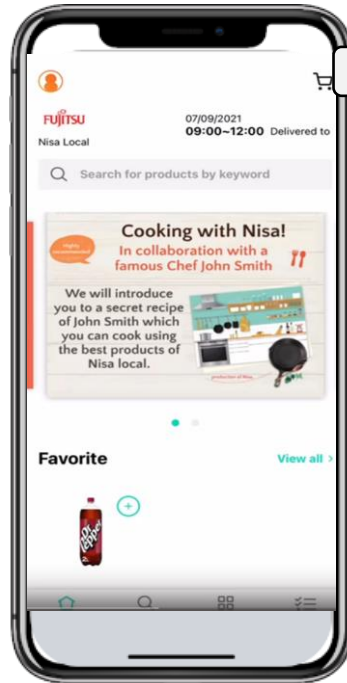 FUJITSU
07/09/2021
09:00~12:00 Delivered to
Nisa Local
Search for products by keyword
Highly
recommended
Cooking with Nisa!
In collaboration with a
famous Chef John Smith
We will introduce
you to a secret recipe
of John Smith which
you can cook using
the best products of
Nisa local.
Favorite
View all >
Dr
Pepper